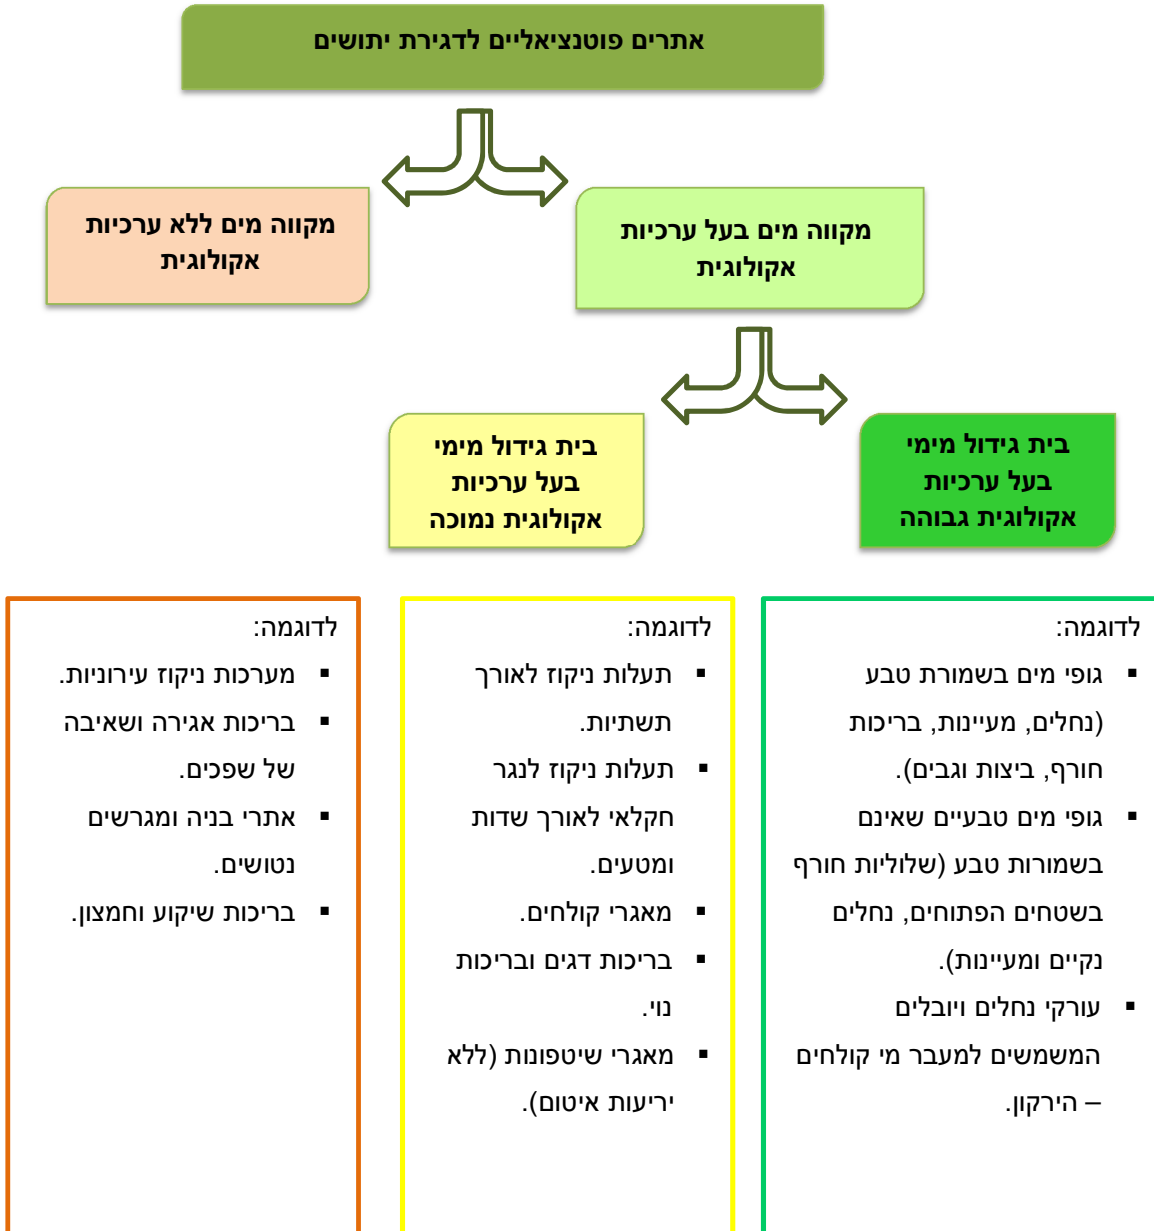 אתרים פוטנציאליים לדגירת יתושים
מקווה מים בעל ערכיות
אקולוגית
מקווה מים ללא ערכיות
אקולוגית
בית גידול מימי
בעל ערכיות
אקולוגית גבוהה
בית גידול מימי
בעל ערכיות
אקולוגית נמוכה
לדוגמה:
▪ גופי מים בשמורת טבע
(נחלים, מעיינות, בריכות
חורף, ביצות וגבים).
▪ גופי מים טבעיים שאינם
בשמורות טבע (שלוליות חורף
בשטחים הפתוחים, נחלים
נקיים ומעיינות).
▪ עורקי נחלים ויובלים
המשמשים למעבר מי קולחים
– הירקון.
לדוגמה:
▪ תעלות ניקוז לאורך
תשתיות.
▪ תעלות ניקוז לנגר
חקלאי לאורך שדות
ומטעים.
▪ מאגרי קולחים.
▪ בריכות דגים ובריכות
נוי.
▪ מאגרי שיטפונות (ללא
יריעות איטום).
לדוגמה:
▪ מערכות ניקוז עירוניות.
▪ בריכות אגירה ושאיבה
של שפכים.
▪ אתרי בניה ומגרשים
נטושים.
▪ בריכות שיקוע וחמצון.